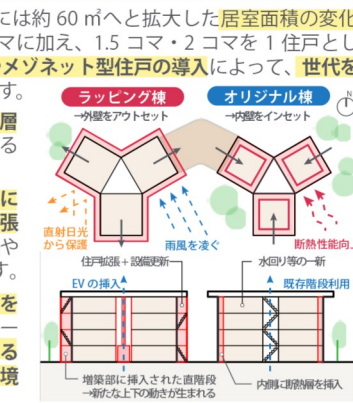 には約 60 ㎡へと拡大した居室面積の変化
マに加え、1.5 コマ・2 コマを 1 住戸とし
メゾネット型住戸の導入によって、世代を
す。
層
る
に
張
や
す。
を
ー
る
境
ラッピング棟
→外壁をアウトセット
オリジナル棟
→内壁をインセット
N
直射日光
から保護
雨風を凌ぐ
断熱性能向上
住戸拡張＋設備更新
水回り等の一新
EV の挿入
既存階段利用
増築部に挿入された直階段
→新たな上下の動きが生まれる
内側に断熱層を挿入